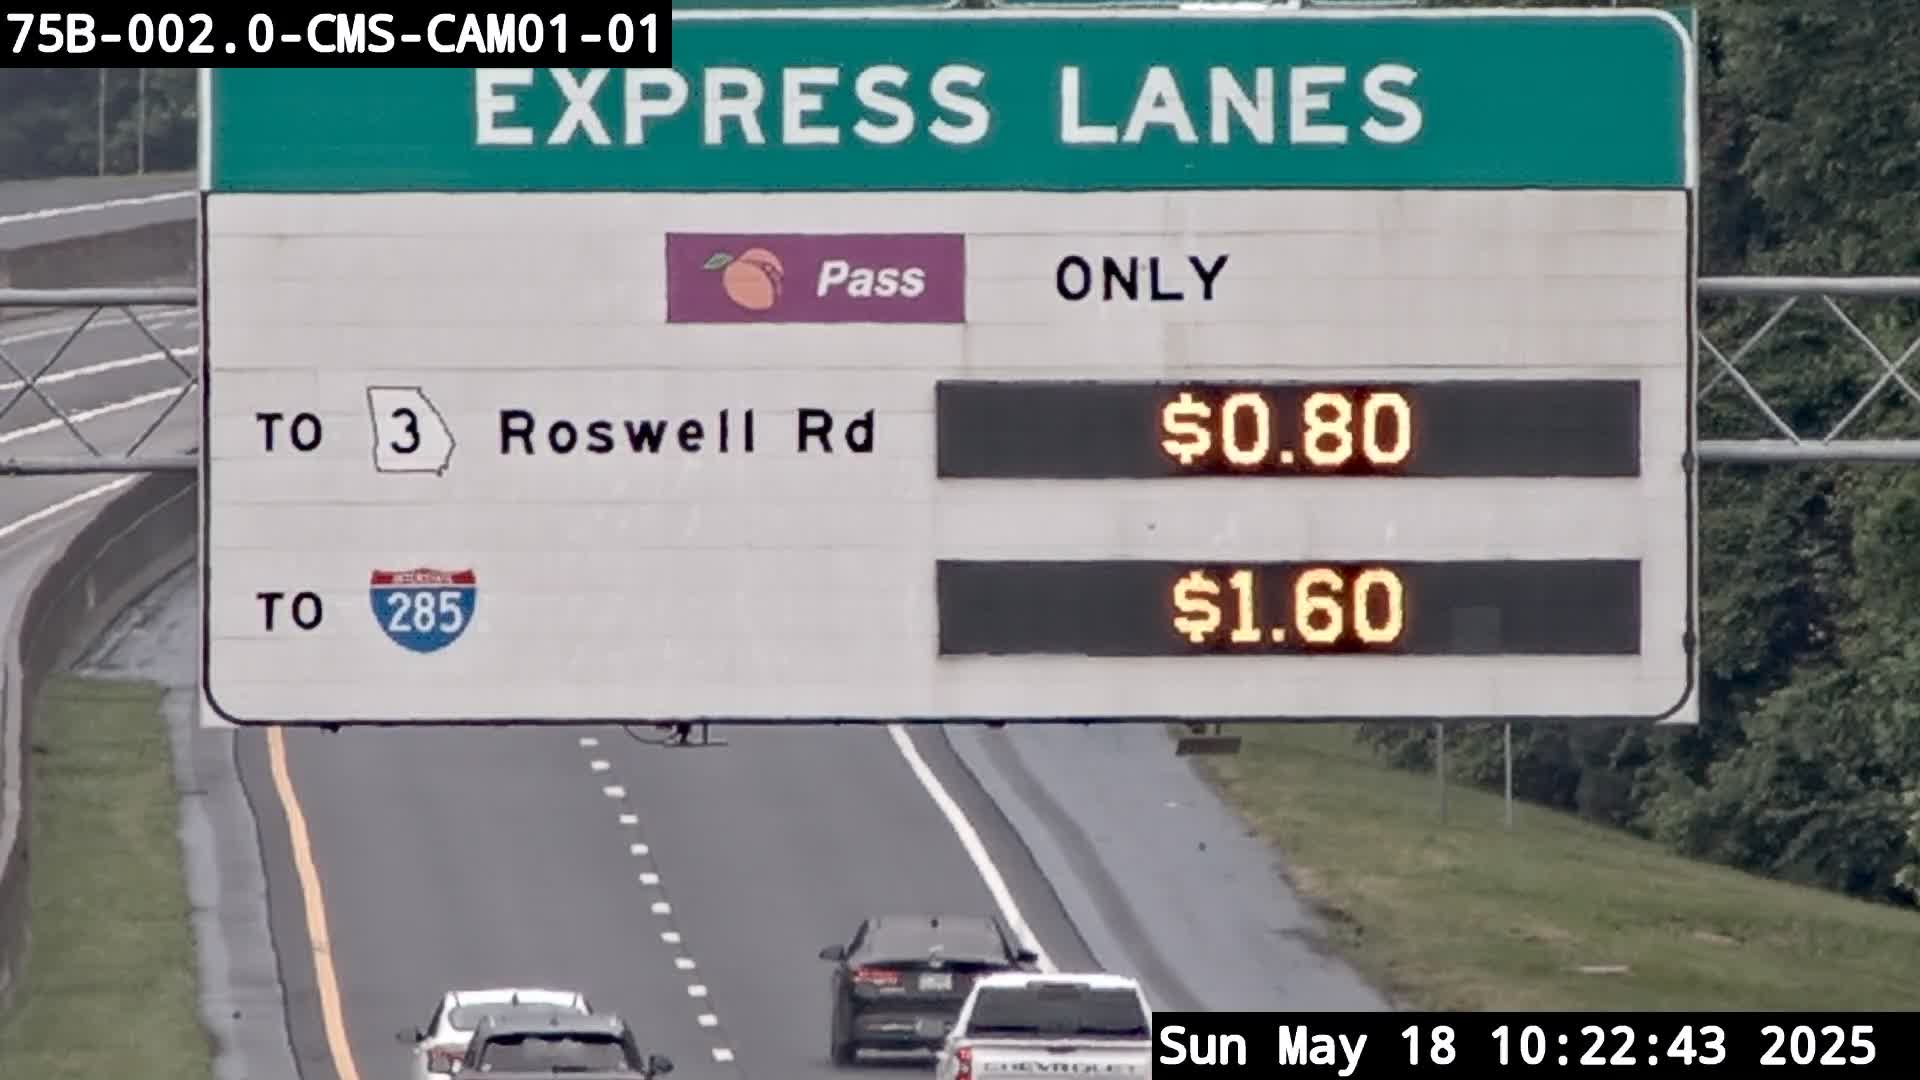 75B-002.0-CMS-CAM01-01
EXPRESS LANES
Pass ONLY
TO 3 Roswell Rd $0.80
TO 285 $1.60
CHEVROLET
Sun May 18 10:22:43 2025